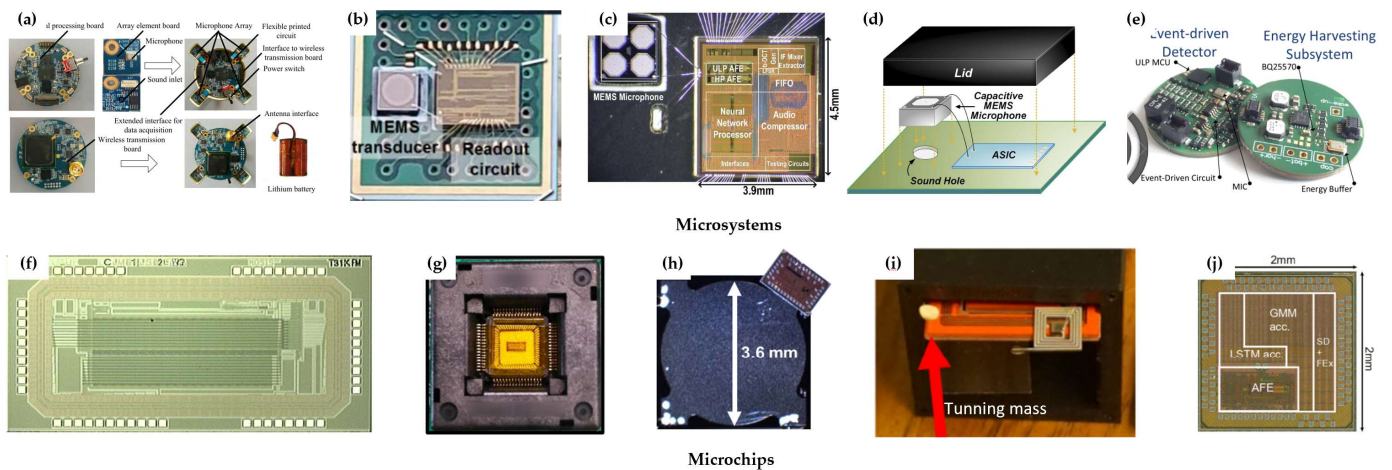 (a)
l processing board
Array element board
Microphone
Sound inlet
Microphone Array
Flexible printed
circuit
Interface to wireless
transmission board
Power switch
Extended interface for
data acquisition
Wireless transmission
board
Antenna interface
Lithium battery
(b)
MEMS
transducer
Readout
circuit
(c)
MEMS Microphone
ULP AFE
HP AFE
IF Mixer
Extractor
FIFO
Neural
Network
Processor
Audio
Compressor
Interfaces
Testing Circuits
4.5mm
3.9mm
(d)
Lid
Capacitive
MEMS
Microphone
ASIC
Sound Hole
(e)
Event-driven
Detector
ULP MCU
Energy Harvesting
Subsystem
BQ25570
Event-Driven Circuit
MIC
Energy Buffer
Microsystems
(f)
(g)
(h)
3.6 mm
(i)
Tunning mass
(j)
2mm
2mm
GMM
acc.
LSTM acc.
SD
+
FEx
AFE
Microchips